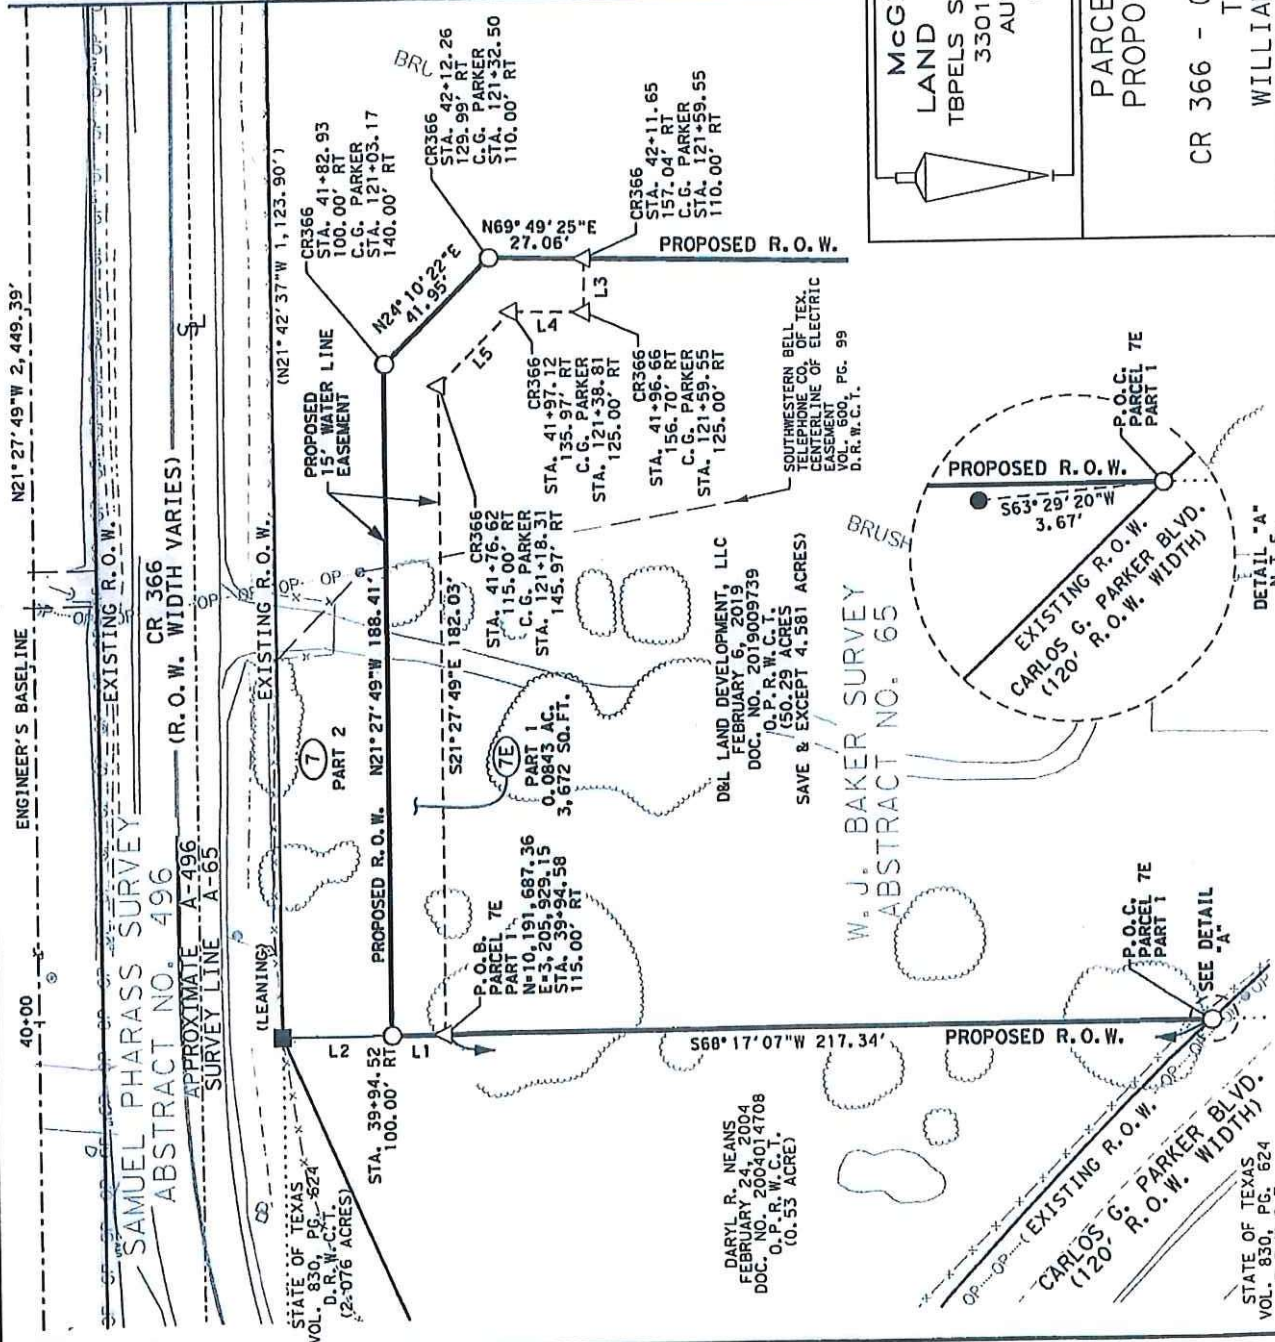 ENGINEER'S BASELINE
N21°27'49"W 2,449.39'
40+00
EXISTING R.O.W.
SAMUEL PHARASS SURVEY
ABSTRACT NO. 496
CR 366
(R.O.W. WIDTH VARIES)
APPROXIMATE A-496
SURVEY LINE A-65
EXISTING R.O.W.
(N21°42'37"W 1,123.90')
(LEANING)
STATE OF TEXAS
VOL. 830, PG. 624
D.R.W.C.T.
(2.076 ACRES)
L2
L1
STA. 39+94.52
100.00' RT
7
PART 2
PROPOSED R.O.W.
N21°27'49"W 188.41'
S21°27'49"E 182.03'
PROPOSED
15' WATER LINE
EASEMENT
CR366
STA. 41+82.93
100.00' RT
C.G. PARKER
STA. 121+03.17
140.00' RT
BRU
CR366
STA. 42+12.26
129.99' RT
C.G. PARKER
STA. 121+32.50
110.00' RT
N24°10'22"E
41.95'
N69°49'25"E
27.06'
CR366
STA. 42+11.65
157.04' RT
C.G. PARKER
STA. 121+59.55
110.00' RT
PROPOSED R.O.W.
L3
L4
L5
CR366
STA. 41+97.12
135.97' RT
C.G. PARKER
STA. 121+38.81
125.00' RT
CR366
STA. 41+96.66
156.70' RT
C.G. PARKER
STA. 121+59.55
125.00' RT
CR366
STA. 41+76.62
115.00' RT
C.G. PARKER
STA. 121+18.31
145.97' RT
7E
PART 1
0.0843 AC.
3,672 SQ.FT.
P.O.B.
PARCEL 7E
PART 1
N=10,191,687.36
E=3,205,929.15
STA. 39+94.58
115.00' RT
SOUTHWESTERN BELL
TELEPHONE CO. OF TEX.
CENTERLINE OF ELECTRIC
EASEMENT
VOL. 600, PG. 99
D.R.W.C.T.
D&L LAND DEVELOPMENT, LLC
FEBRUARY 6, 2019
DOC. NO. 2019009739
O.P.R.W.C.T.
(50.29 ACRES
SAVE & EXCEPT 4.581 ACRES)
BRUSH
W.J. BAKER SURVEY
ABSTRACT NO. 65
S68°17'07"W 217.34'
PROPOSED R.O.W.
P.O.C.
PARCEL 7E
PART 1
SEE DETAIL
"A"
DARYL R. NEANS
FEBRUARY 24, 2004
DOC. NO. 2004014708
O.P.R.W.C.T.
(0.53 ACRE)
EXISTING R.O.W.
CARLOS G. PARKER BLVD.
(120' R.O.W. WIDTH)
STATE OF TEXAS
VOL. 830, PG. 624
PROPOSED R.O.W.
S63°29'20"W
3.67'
P.O.C.
PARCEL 7E
PART 1
EXISTING R.O.W.
CARLOS G. PARKER BLVD.
(120' R.O.W. WIDTH)
DETAIL "A"
McG
LAND
TBPELS S
3301
AU
PARCE
PROPO
CR 366 -
T
WILLIA
OP
OP
OP
OP
OP
OP
OP